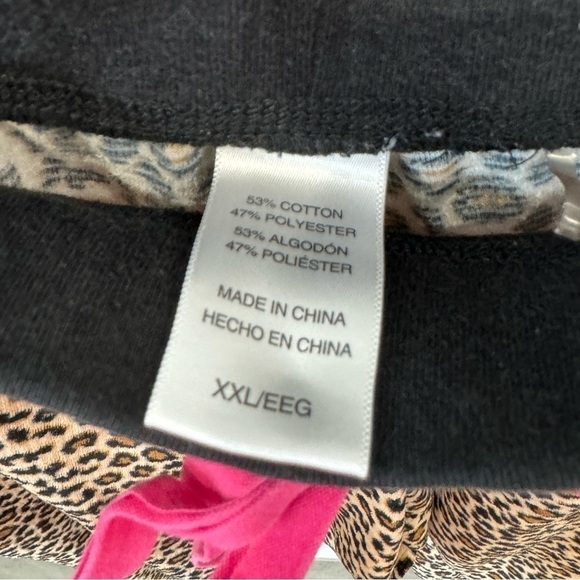 53% COTTON
47% POLYESTER
53% ALGODÓN
47% POLIÉSTER
MADE IN CHINA
HECHO EN CHINA
XXL/EEG